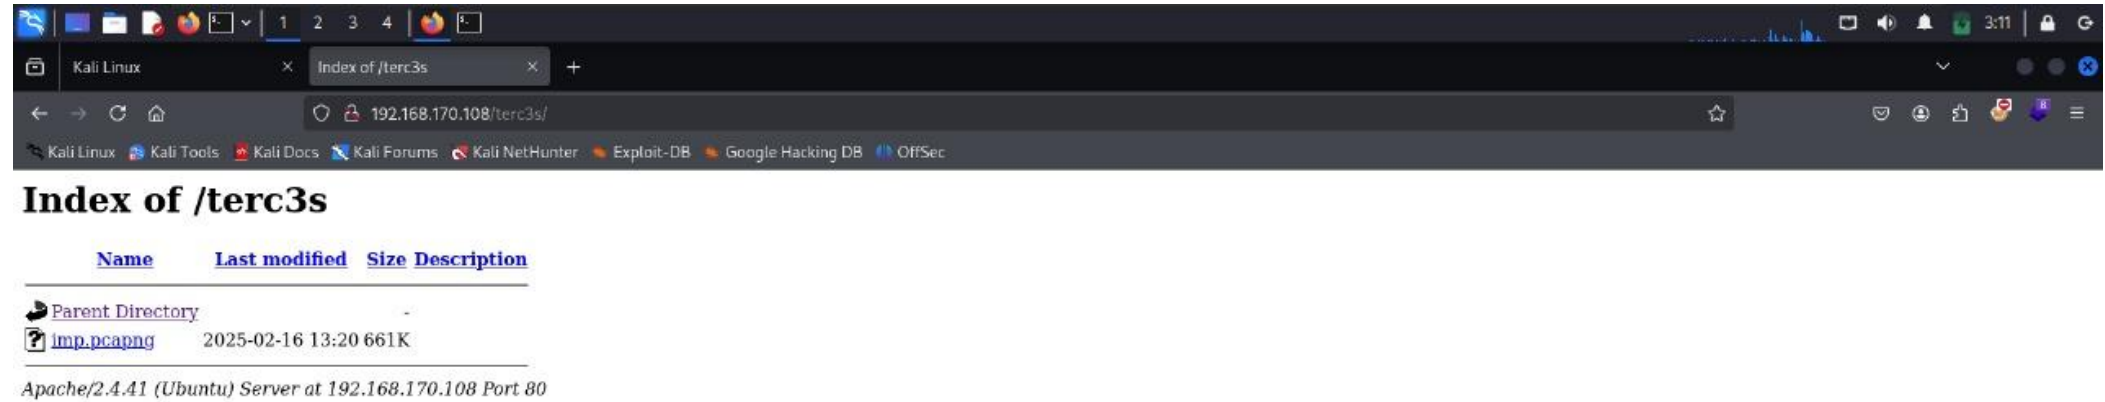 1 2 3 4 3:11
Kali Linux × Index of /terc3s × +
192.168.170.108/terc3s/
Kali Linux Kali Tools Kali Docs Kali Forums Kali NetHunter Exploit-DB Google Hacking DB OffSec
Index of /terc3s
Name Last modified Size Description
Parent Directory -
imp.pcapng 2025-02-16 13:20 661K
Apache/2.4.41 (Ubuntu) Server at 192.168.170.108 Port 80